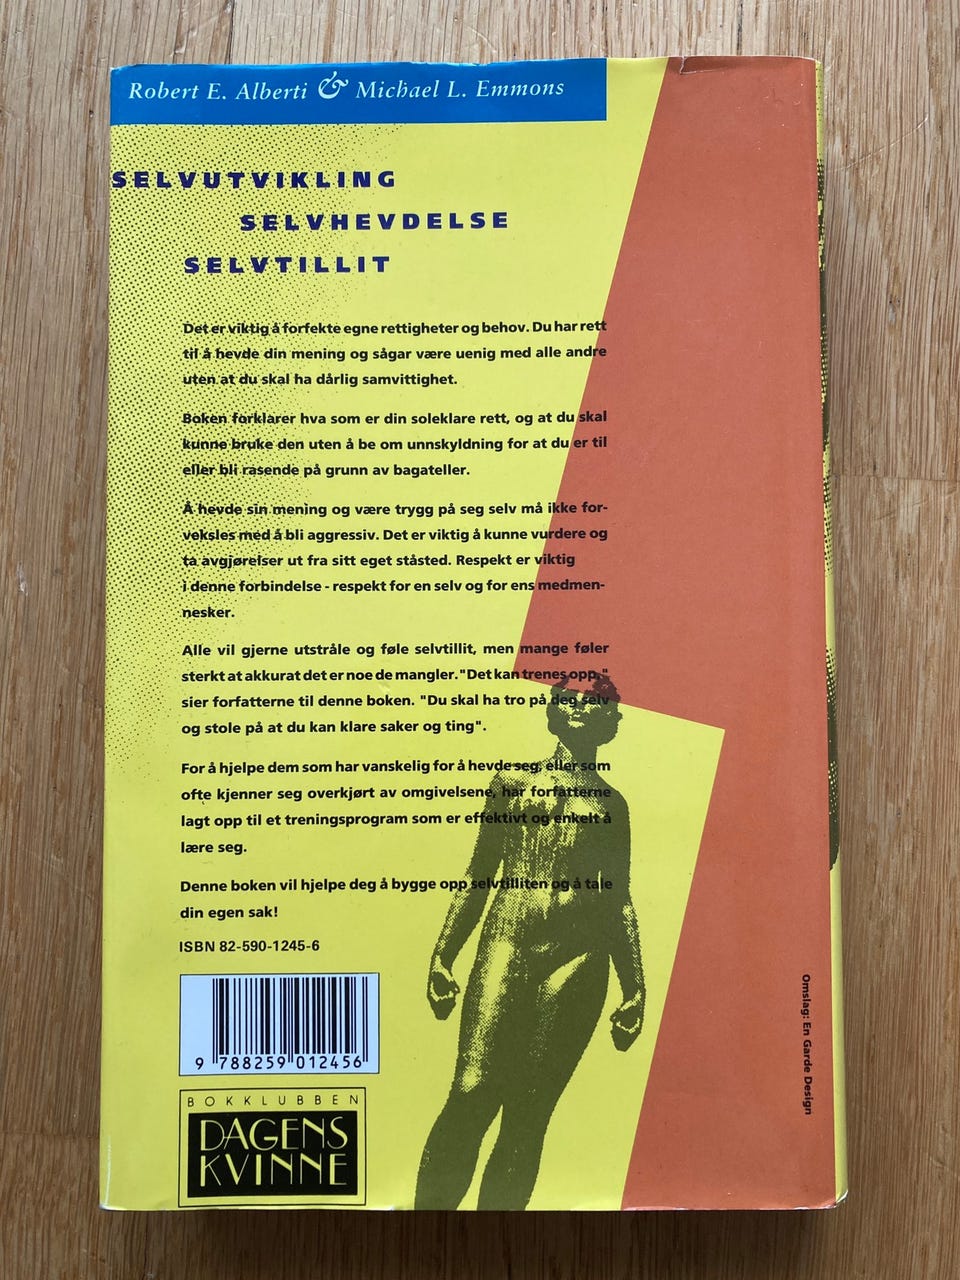 Robert E. Alberti & Michael L. Emmons
SELVUTVIKLING
SELVHEVDELSE
SELVTILLIT
Det er viktig å forfekte egne rettigheter og behov. Du har rett
til å hevde din mening og sågar være uenig med alle andre
uten at du skal ha dårlig samvittighet.
Boken forklarer hva som er din soleklare rett, og at du skal
kunne bruke den uten å be om unnskyldning for at du er til
eller bli rasende på grunn av bagateller.
Å hevde sin mening og være trygg på seg selv må ikke for-
veksles med å bli aggressiv. Det er viktig å kunne vurdere og
ta avgjørelser ut fra sitt eget ståsted. Respekt er viktig
i denne forbindelse - respekt for en selv og for ens medmen-
nesker.
Alle vil gjerne utstråle og føle selvtillit, men mange føler
sterkt at akkurat det er noe de mangler. "Det kan trenes opp,"
sier forfatterne til denne boken. "Du skal ha tro på deg selv
og stole på at du kan klare saker og ting".
For å hjelpe dem som har vanskelig for å hevde seg, eller som
ofte kjenner seg overkjørt av omgivelsene, har forfatterne
lagt opp til et treningsprogram som er effektivt og enkelt å
lære seg.
Denne boken vil hjelpe deg å bygge opp selvtilliten og å tale
din egen sak!
ISBN 82-590-1245-6
9 788259 012456
BOKKLUBBEN
DAGENS
KVINNE
Omslag: En Garde Design